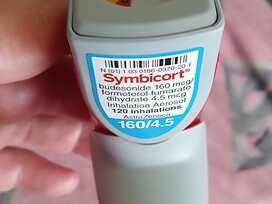 N (01) 1 03 0186-0370-20 1
Symbicort®
budesonide 160 mcg/
formoterol fumarate
dihydrate 4.5 mcg
Inhalation Aerosol
120 inhalations
AstraZeneca
160/4.5